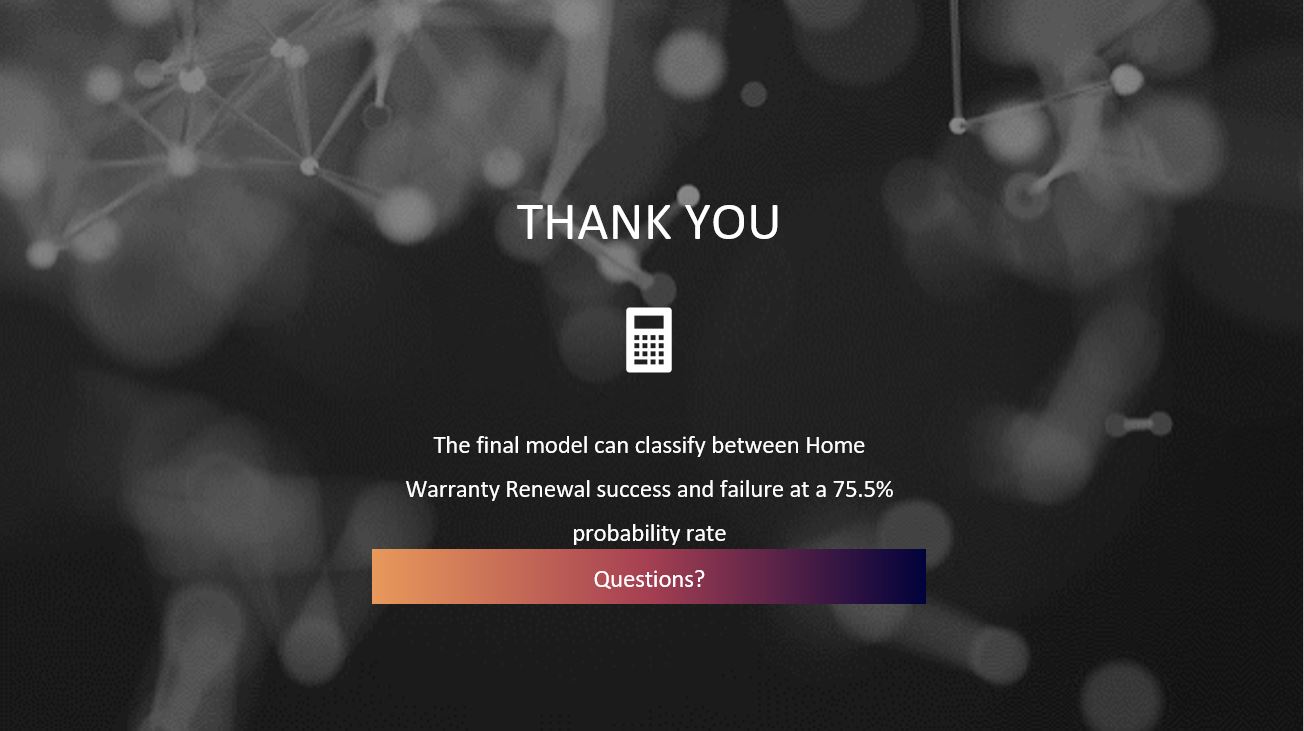 THANK YOU
The final model can classify between Home
Warranty Renewal success and failure at a 75.5%
probability rate
Questions?